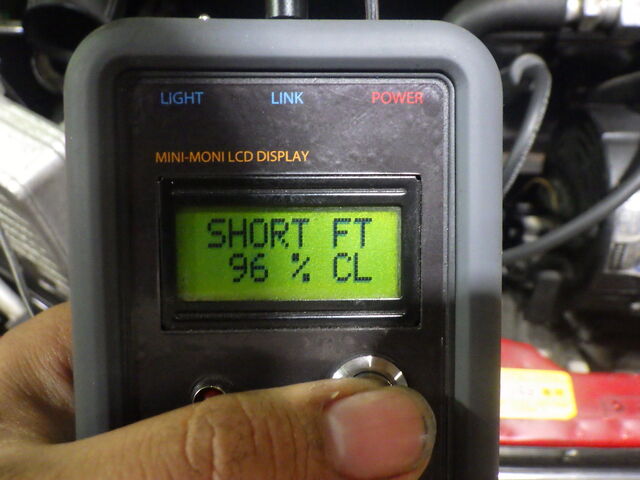 LIGHT LINK POWER
MINI-MONI LCD DISPLAY
SHORT FT
96 % CL